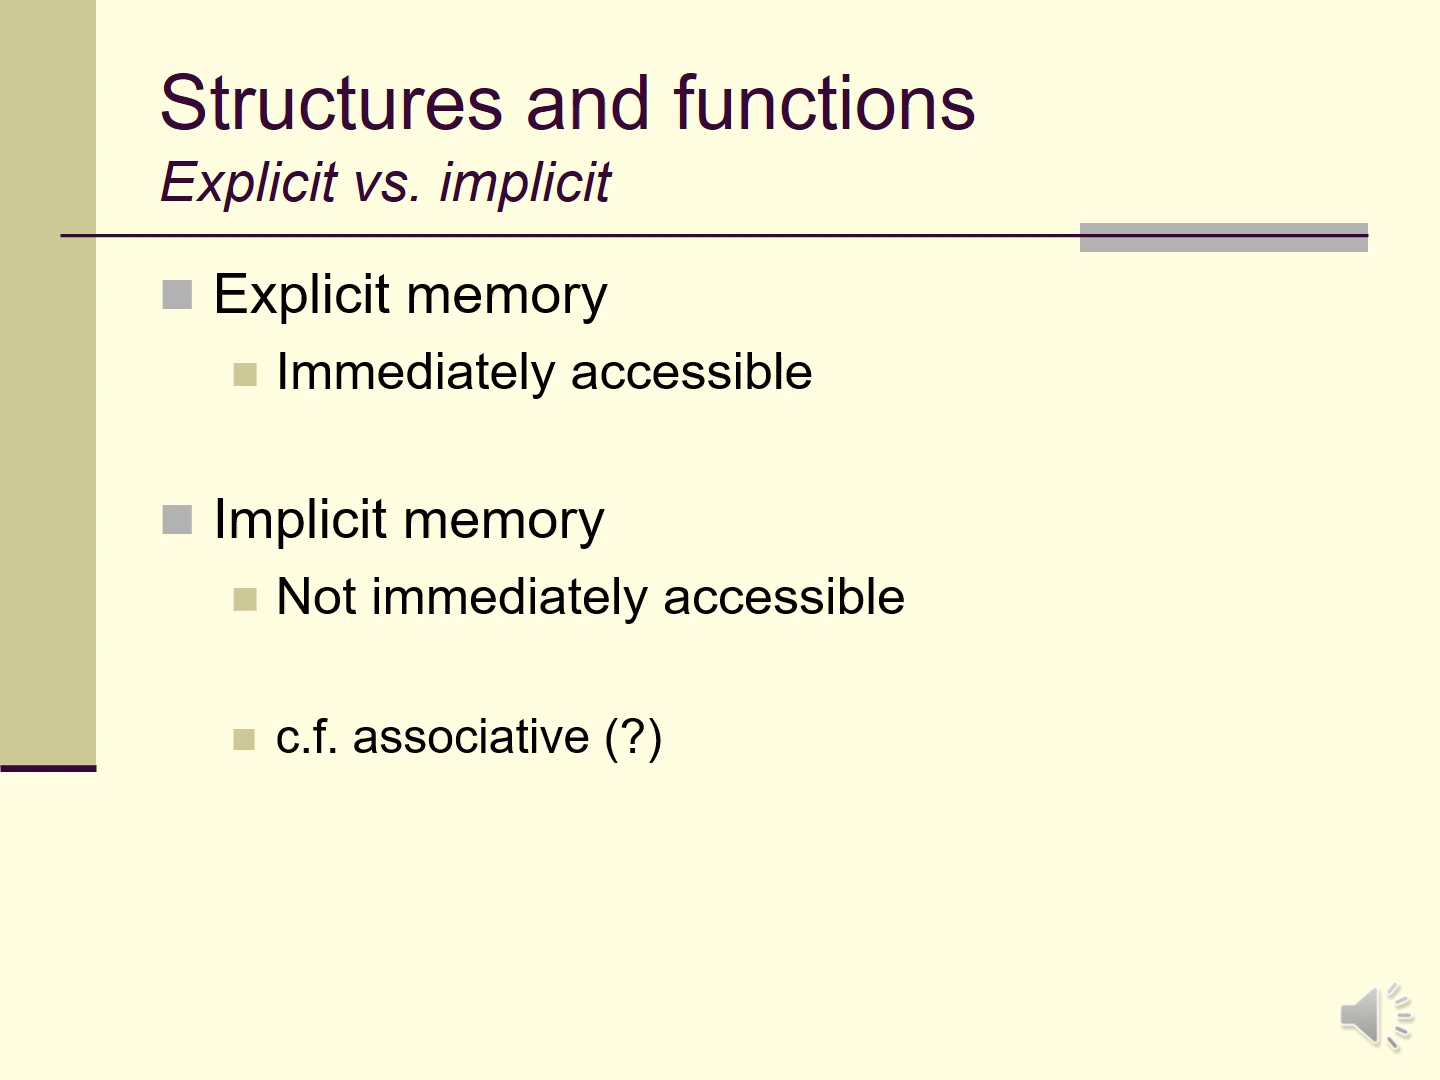 Structures and functions
Explicit vs. implicit
Explicit memory
Immediately accessible
Implicit memory
Not immediately accessible
c.f. associative (?)